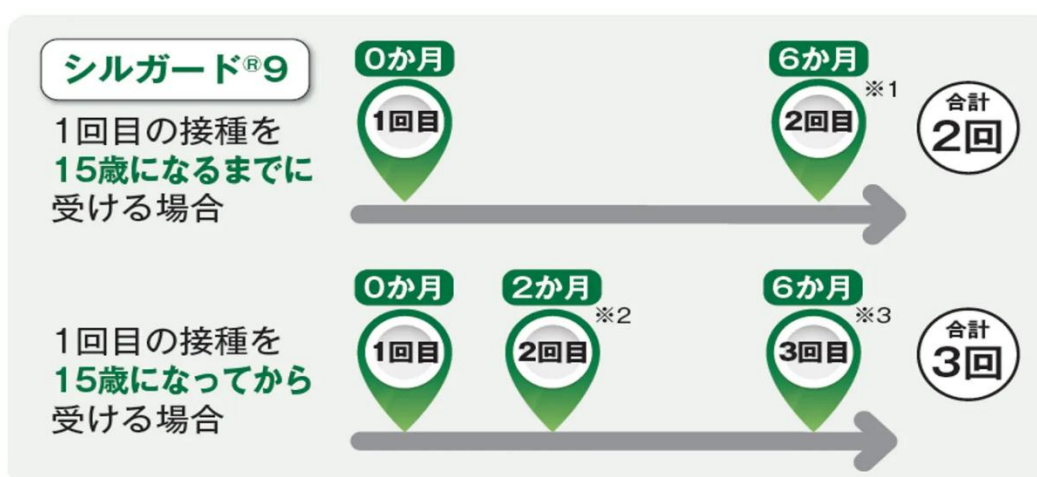 シルガード®9
1回目の接種を
15歳になるまでに
受ける場合
0か月
1回目
6か月
2回目
※1
合計
2回
1回目の接種を
15歳になってから
受ける場合
0か月
1回目
2か月
2回目
※2
6か月
3回目
※3
合計
3回